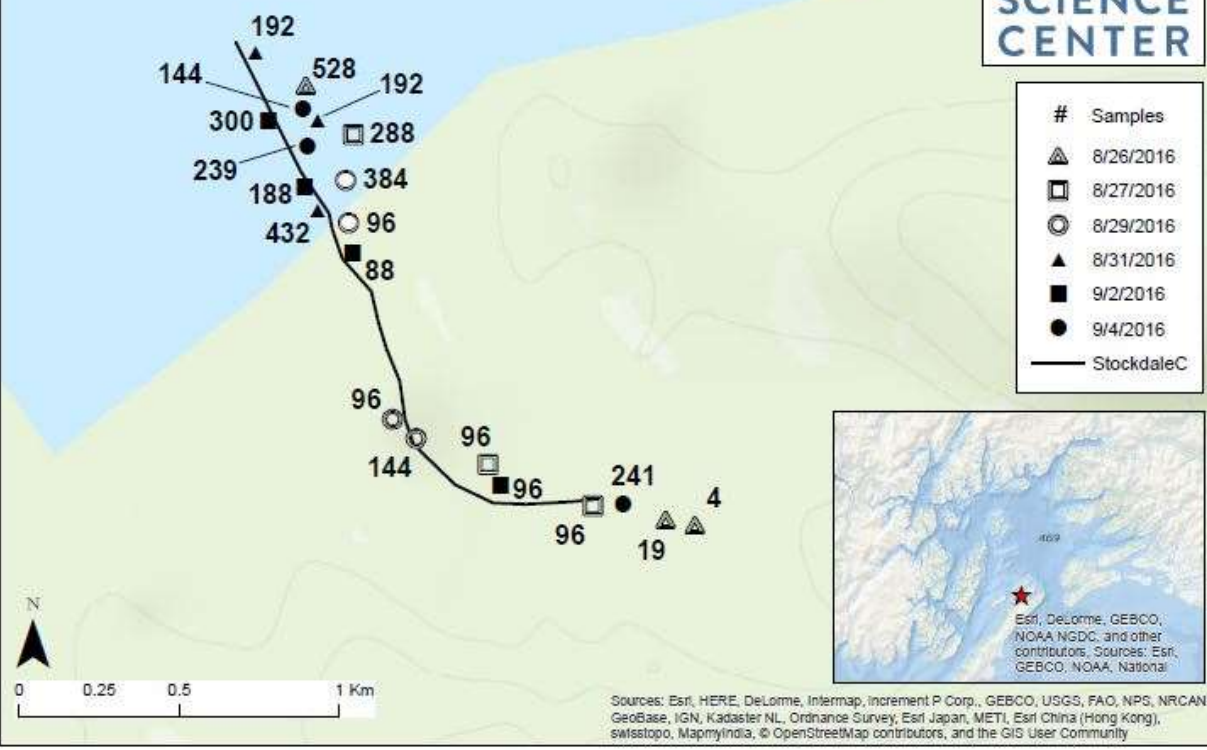 SCIENCE
CENTER
192
528
144
192
300
288
239
384
188
96
432
88
96
144
96
96
241
4
96
19
# Samples
8/26/2016
8/27/2016
8/29/2016
8/31/2016
9/2/2016
9/4/2016
StockdaleC
469
Esri, DeLorme, GEBCO,
NOAA NGDC, and other
contributors, Sources: Esri,
GEBCO, NOAA, National
N
0 0.25 0.5 1 Km
Sources: Esri, HERE, DeLorme, Intermap, increment P Corp., GEBCO, USGS, FAO, NPS, NRCAN
GeoBase, IGN, Kadaster NL, Ordnance Survey, Esri Japan, METI, Esri China (Hong Kong),
swisstopo, MapmyIndia, © OpenStreetMap contributors, and the GIS User Community